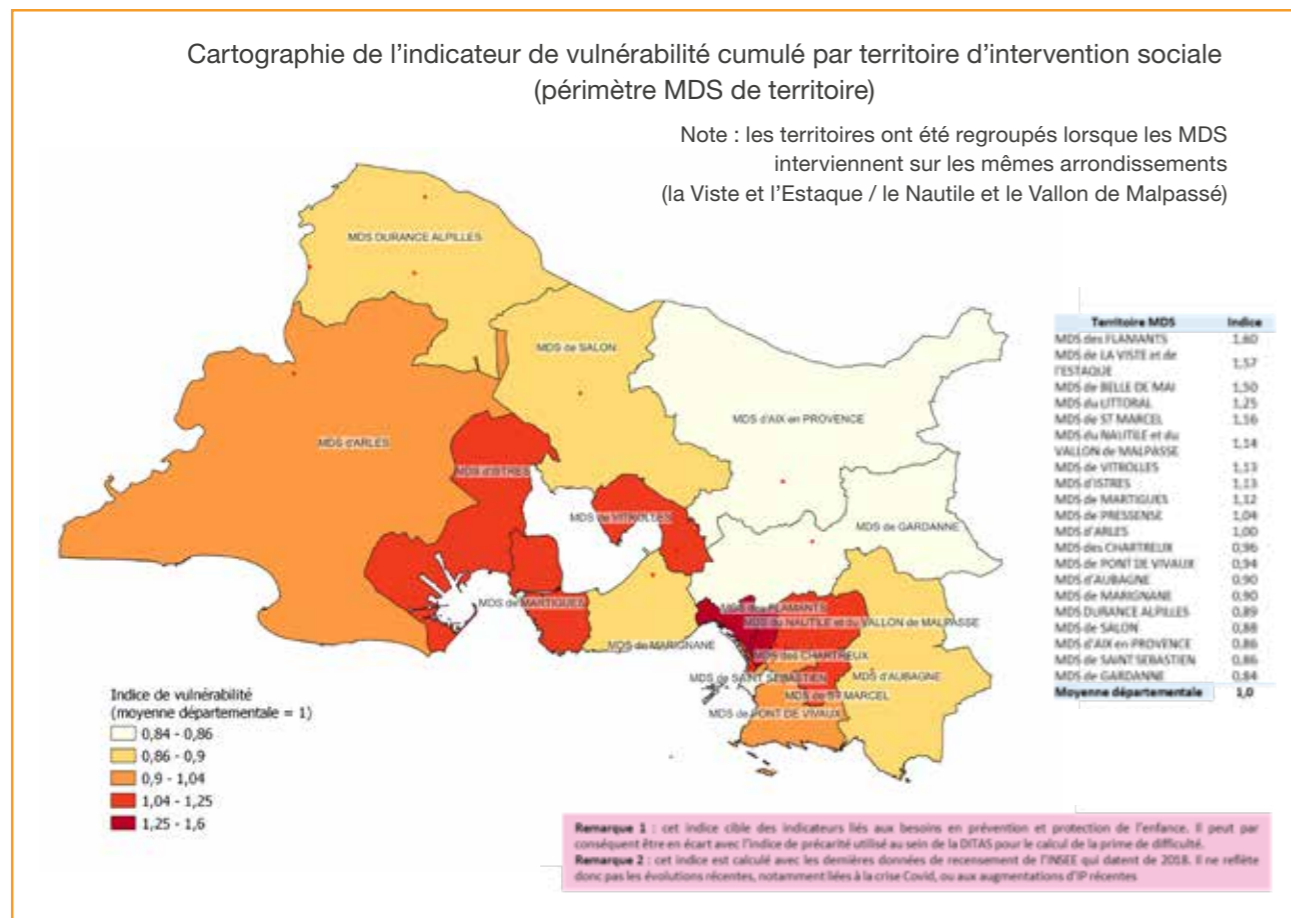 Cartographie de l'indicateur de vulnérabilité cumulé par territoire d'intervention sociale
(périmètre MDS de territoire)
Note : les territoires ont été regroupés lorsque les MDS
interviennent sur les mêmes arrondissements
(la Viste et l'Estaque / le Nautile et le Vallon de Malpassé)
MDS DURANCE ALPILLES
MDS de SALON
MDS d'AIX en PROVENCE
MDS d'ARLES
MDS d'ISTRES
MDS de VITROLLES
MDS de GARDANNE
MDS de MARTIGUES
MDS des FLAMANTS
MDS du NAUTILE et du VALLON de MALPASSE
MDS de MARIGNANE
MDS des CHARTREUX
MDS de SAINT SEBASTIEN
MDS d'AUBAGNE
MDS de ST MARCEL
MDS de PONT DE VIVAUX
Territoire MDS Indice
MDS des FLAMANTS 1,60
MDS de LA VISTE et de
l'ESTAQUE 1,57
MDS de BELLE DE MAI 1,50
MDS du LITTORAL 1,25
MDS de ST MARCEL 1,16
MDS du NAUTILE et du
VALLON de MALPASSE 1,14
MDS de VITROLLES 1,13
MDS d'ISTRES 1,13
MDS de MARTIGUES 1,12
MDS de PRESSENSE 1,04
MDS d'ARLES 1,00
MDS des CHARTREUX 0,96
MDS de PONT DE VIVAUX 0,94
MDS d'AUBAGNE 0,90
MDS de MARIGNANE 0,90
MDS DURANCE ALPILLES 0,89
MDS de SALON 0,88
MDS d'AIX en PROVENCE 0,86
MDS de SAINT SEBASTIEN 0,86
MDS de GARDANNE 0,84
Moyenne départementale 1,0
Indice de vulnérabilité
(moyenne départementale = 1)
0,84 - 0,86
0,86 - 0,9
0,9 - 1,04
1,04 - 1,25
1,25 - 1,6
Remarque 1 : cet indice cible des indicateurs liés aux besoins en prévention et protection de l'enfance. Il peut par
conséquent être en écart avec l'indice de précarité utilisé au sein de la DITAS pour le calcul de la prime de difficulté.
Remarque 2 : cet indice est calculé avec les dernières données de recensement de l'INSEE qui datent de 2018. Il ne reflète
donc pas les évolutions récentes, notamment liées à la crise Covid, ou aux augmentations d'IP récentes